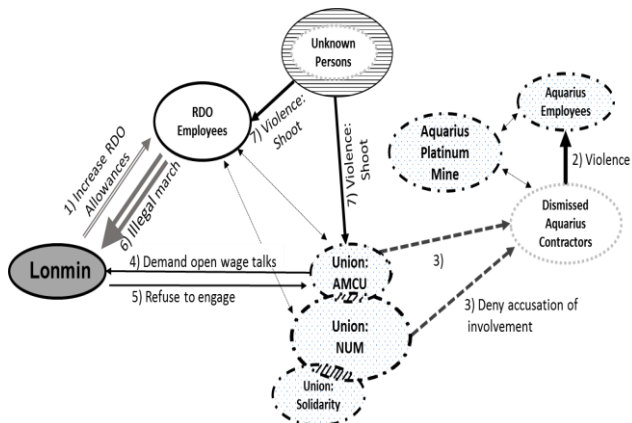 Unknown
Persons
RDO
Employees
7) Violence:
Shoot
Aquarius
Employees
Aquarius
Platinum
Mine
7) Violence:
Shoot
2) Violence
1) Increase RDO
Allowances
6) Illegal march
Dismissed
Aquarius
Contractors
Lonmin
4) Demand open wage talks
5) Refuse to engage
Union:
AMCU
3)
3) Deny accusation of
involvement
Union:
NUM
Union:
Solidarity